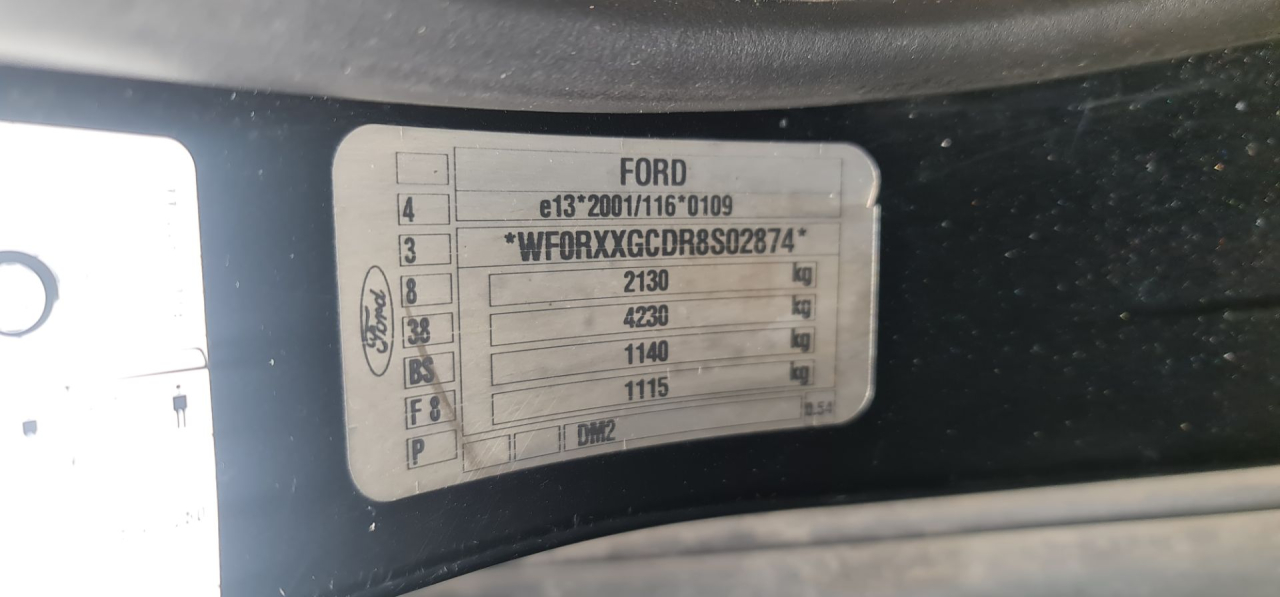 FORD
4 e13*2001/116*0109
3 *WF0RXXGCDR8S02874*
8 2130 kg
38 4230 kg
BS 1140 kg
F 8 1115 kg
P DM2
Ford